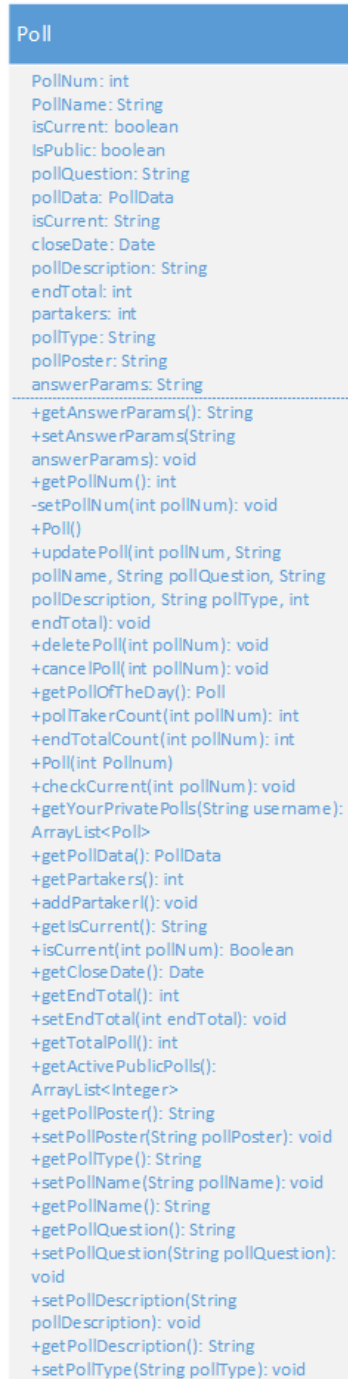 Poll
PollNum: int
PollName: String
isCurrent: boolean
IsPublic: boolean
pollQuestion: String
pollData: PollData
isCurrent: String
closeDate: Date
pollDescription: String
endTotal: int
partakers: int
pollType: String
pollPoster: String
answerParams: String
+getAnswerParams(): String
+setAnswerParams(String
answerParams): void
+getPollNum(): int
-setPollNum(int pollNum): void
+Poll()
+updatePoll(int pollNum, String
pollName, String pollQuestion, String
pollDescription, String pollType, int
endTotal): void
+deletePoll(int pollNum): void
+cancelPoll(int pollNum): void
+getPollOfTheDay(): Poll
+pollTakerCount(int pollNum): int
+endTotalCount(int pollNum): int
+Poll(int Pollnum)
+checkCurrent(int pollNum): void
+getYourPrivatePolls(String username):
ArrayList<Poll>
+getPollData(): PollData
+getPartakers(): int
+addPartakerl(): void
+getIsCurrent(): String
+isCurrent(int pollNum): Boolean
+getCloseDate(): Date
+getEndTotal(): int
+setEndTotal(int endTotal): void
+getTotalPoll(): int
+getActivePublicPolls():
ArrayList<Integer>
+getPollPoster(): String
+setPollPoster(String pollPoster): void
+getPollType(): String
+setPollName(String pollName): void
+getPollName(): String
+getPollQuestion(): String
+setPollQuestion(String pollQuestion):
void
+setPollDescription(String
pollDescription): void
+getPollDescription(): String
+setPollType(String pollType): void